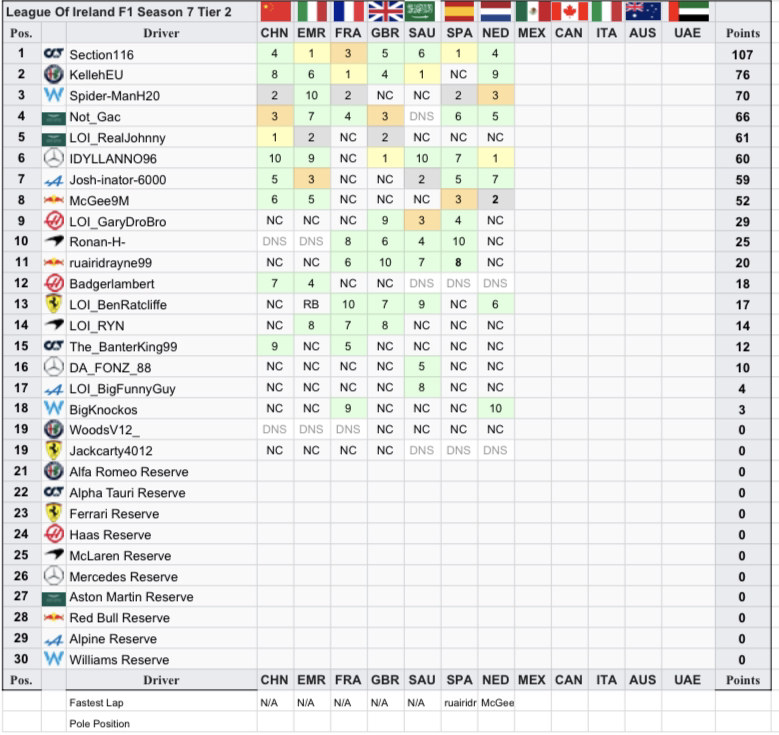 League Of Ireland F1 Season 7 Tier 2
Pos. Driver CHN EMR FRA GBR SAU SPA NED MEX CAN ITA AUS UAE Points
1 Section116 4 1 3 5 6 1 4 107
2 KellehEU 8 6 1 4 1 NC 9 76
3 Spider-ManH20 2 10 2 NC NC 2 3 70
4 Not_Gac 3 7 4 3 DNS 6 5 66
5 LOI_RealJohnny 1 2 NC 2 NC NC NC 61
6 IDYLLANNO96 10 9 NC 1 10 7 1 60
7 Josh-inator-6000 5 3 NC NC 2 5 7 59
8 McGee9M 6 5 NC NC NC 3 2 52
9 LOI_GaryDroBro NC NC NC 9 3 4 NC 29
10 Ronan-H- DNS DNS 8 6 4 10 NC 25
11 ruairidrayne99 NC NC 6 10 7 8 NC 20
12 Badgerlambert 7 4 NC NC DNS DNS DNS 18
13 LOI_BenRatcliffe NC RB 10 7 9 NC 6 17
14 LOI_RYN NC 8 7 8 NC NC NC 14
15 The_BanterKing99 9 NC 5 NC NC NC NC 12
16 DA_FONZ_88 NC NC NC NC 5 NC NC 10
17 LOI_BigFunnyGuy NC NC NC NC 8 NC NC 4
18 BigKnockos NC NC 9 NC NC NC 10 3
19 WoodsV12_ DNS DNS DNS NC NC NC NC 0
19 Jackcarty4012 NC NC NC NC DNS DNS DNS 0
21 Alfa Romeo Reserve 0
22 Alpha Tauri Reserve 0
23 Ferrari Reserve 0
24 Haas Reserve 0
25 McLaren Reserve 0
26 Mercedes Reserve 0
27 Aston Martin Reserve 0
28 Red Bull Reserve 0
29 Alpine Reserve 0
30 Williams Reserve 0
Pos. Driver CHN EMR FRA GBR SAU SPA NED MEX CAN ITA AUS UAE Points
Fastest Lap N/A N/A N/A N/A N/A ruairidr McGee
Pole Position